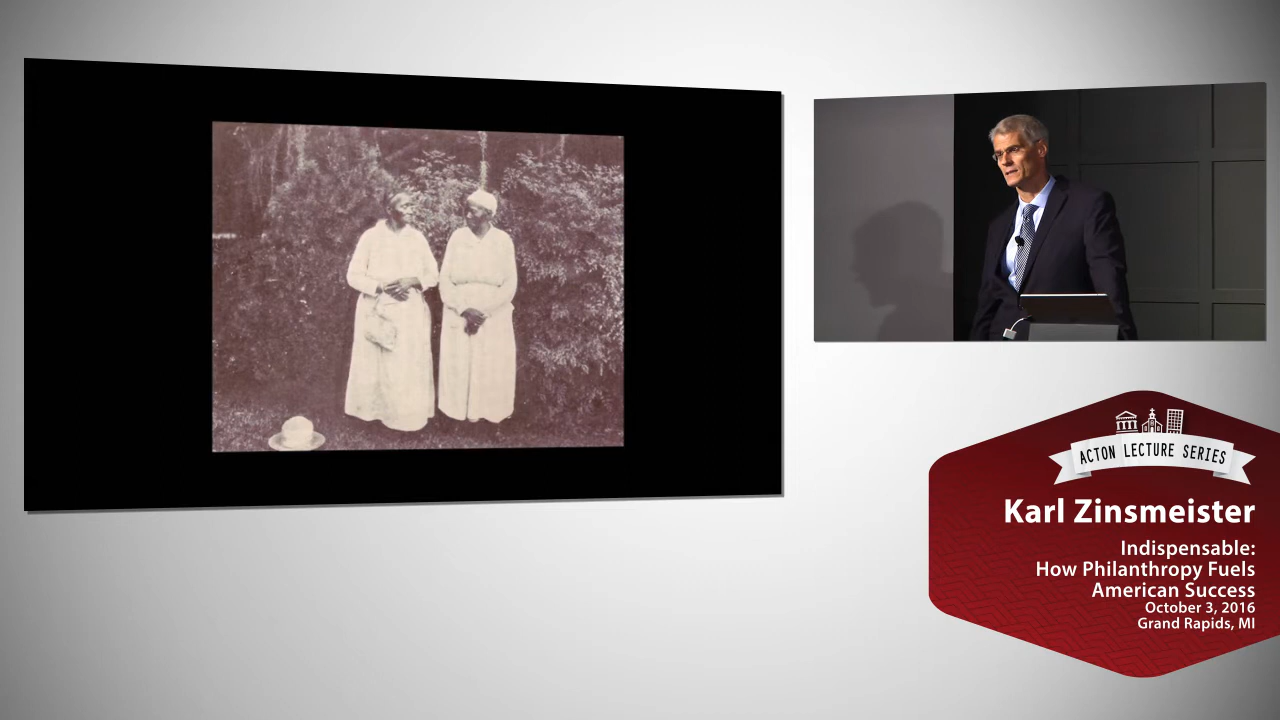 ACTON LECTURE SERIES
Karl Zinsmeister
Indispensable:
How Philanthropy Fuels
American Success
October 3, 2016
Grand Rapids, MI